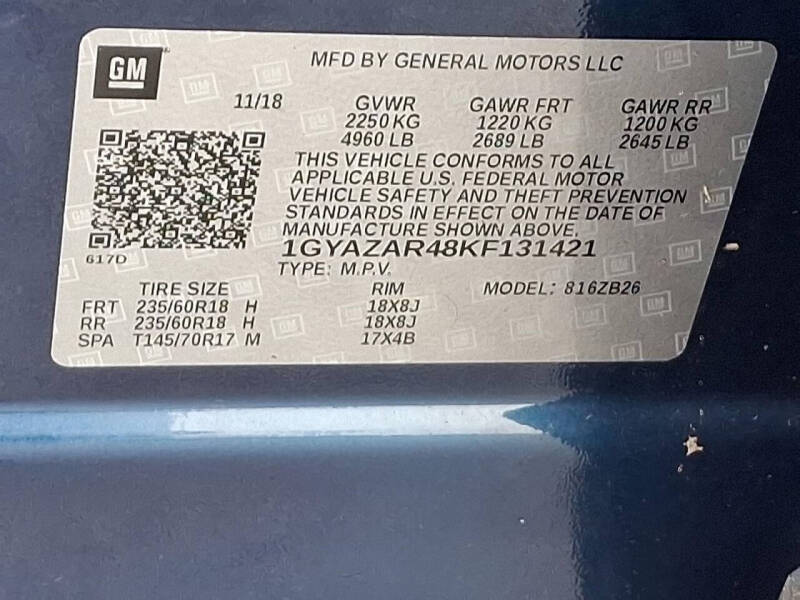 GM
MFD BY GENERAL MOTORS LLC
11/18 GVWR GAWR FRT GAWR RR
2250 KG 1220 KG 1200 KG
4960 LB 2689 LB 2645 LB
THIS VEHICLE CONFORMS TO ALL
APPLICABLE U.S. FEDERAL MOTOR
VEHICLE SAFETY AND THEFT PREVENTION
STANDARDS IN EFFECT ON THE DATE OF
MANUFACTURE SHOWN ABOVE.
617D
1GYAZAR48KF131421
TYPE: M.P.V.
TIRE SIZE RIM MODEL: 816ZB26
FRT 235/60R18 H 18X8J
RR 235/60R18 H 18X8J
SPA T145/70R17 M 17X4B